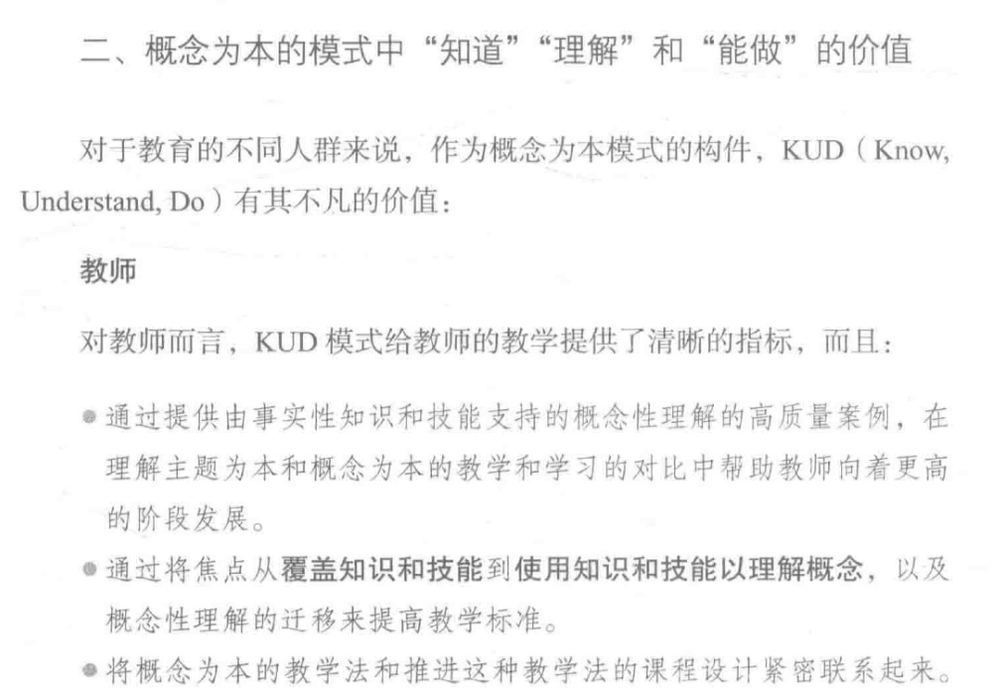 二、概念为本的模式中“知道”“理解”和“能做”的价值
对于教育的不同人群来说，作为概念为本模式的构件，KUD（Know,
Understand, Do）有其不凡的价值：
教师
对教师而言，KUD 模式给教师的教学提供了清晰的指标，而且：
●通过提供由事实性知识和技能支持的概念性理解的高质量案例，在
理解主题为本和概念为本的教学和学习的对比中帮助教师向着更高
的阶段发展。
●通过将焦点从覆盖知识和技能到使用知识和技能以理解概念，以及
概念性理解的迁移来提高教学标准。
●将概念为本的教学法和推进这种教学法的课程设计紧密联系起来。